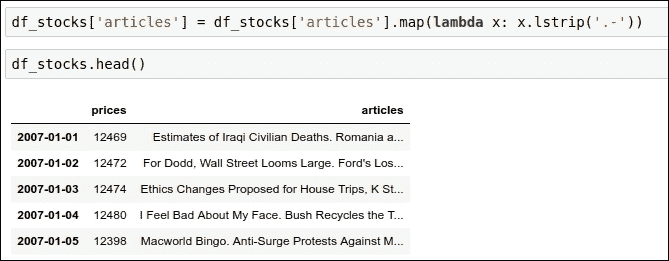 df_stocks['articles'] = df_stocks['articles'].map(lambda x: x.lstrip('.-'))
df_stocks.head()
prices articles
2007-01-01 12469 Estimates of Iraqi Civilian Deaths. Romania a...
2007-01-02 12472 For Dodd, Wall Street Looms Large. Ford's Los...
2007-01-03 12474 Ethics Changes Proposed for House Trips, K St...
2007-01-04 12480 I Feel Bad About My Face. Bush Recycles the T...
2007-01-05 12398 Macworld Bingo. Anti-Surge Protests Against M...